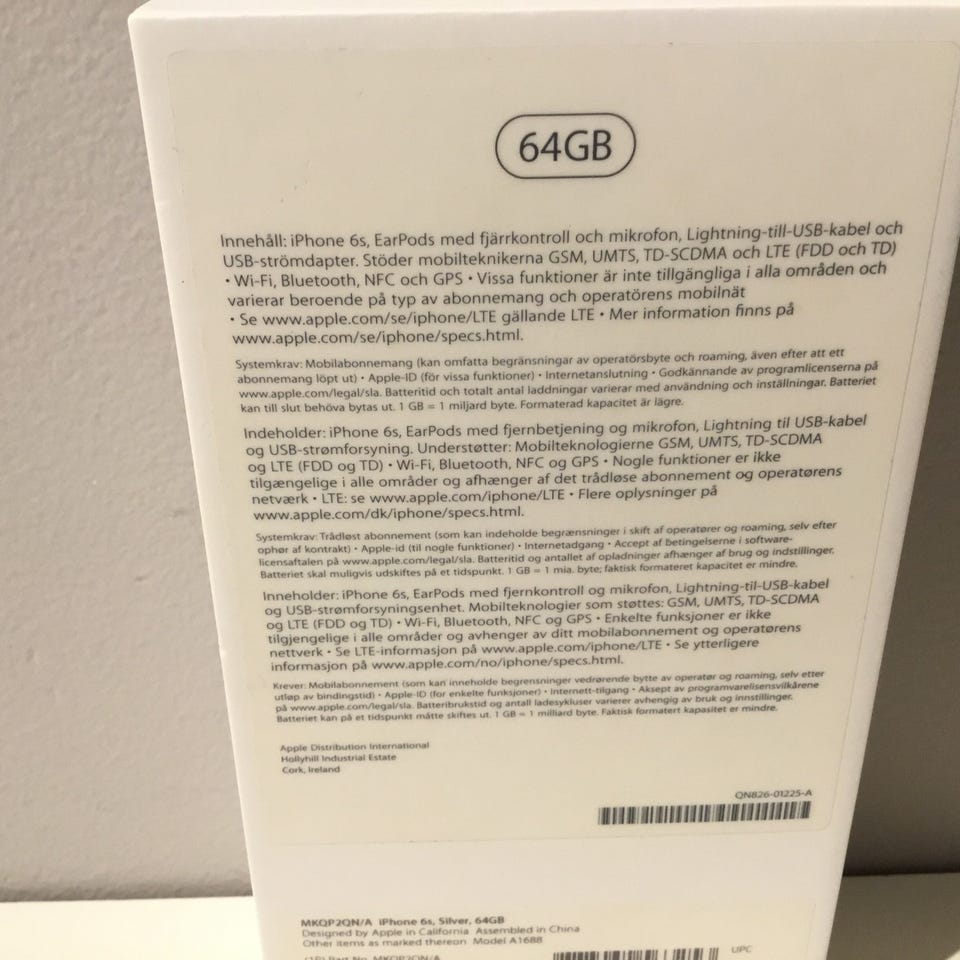 64GB
Innehåll: iPhone 6s, EarPods med fjärrkontroll och mikrofon, Lightning-till-USB-kabel och
USB-strömdapter. Stöder mobilteknikerna GSM, UMTS, TD-SCDMA och LTE (FDD och TD)
• Wi-Fi, Bluetooth, NFC och GPS • Vissa funktioner är inte tillgängliga i alla områden och
varierar beroende på typ av abonnemang och operatörens mobilnät
• Se www.apple.com/se/iphone/LTE gällande LTE • Mer information finns på
www.apple.com/se/iphone/specs.html.
Systemkrav: Mobilabonnemang (kan omfatta begränsningar av operatörsbyte och roaming, även efter att ett
abonnemang löpt ut) • Apple-ID (för vissa funktioner) • Internetanslutning • Godkännande av programlicenserna på
www.apple.com/legal/sla. Batteritid och totalt antal laddningar varierar med användning och inställningar. Batteriet
kan till slut behöva bytas ut. 1 GB = 1 miljard byte. Formaterad kapacitet är lägre.
Indeholder: iPhone 6s, EarPods med fjernbetjening og mikrofon, Lightning til USB-kabel
og USB-strømforsyning. Understøtter: Mobilteknologierne GSM, UMTS, TD-SCDMA
og LTE (FDD og TD) • Wi-Fi, Bluetooth, NFC og GPS • Nogle funktioner er ikke
tilgængelige i alle områder og afhænger af det trådløse abonnement og operatørens
netværk • LTE: se www.apple.com/iphone/LTE • Flere oplysninger på
www.apple.com/dk/iphone/specs.html.
Systemkrav: Trådløst abonnement (som kan indeholde begrænsninger i skift af operatør og roaming, selv efter
ophør af kontrakt) • Apple-id (til nogle funktioner) • Internetadgang • Accept af betingelserne i software-
licensaftalen på www.apple.com/legal/sla. Batteritid og antallet af opladninger afhænger af brug og indstillinger.
Batteriet skal muligvis udskiftes på et tidspunkt. 1 GB = 1 mia. byte; faktisk formateret kapacitet er mindre.
Inneholder: iPhone 6s, EarPods med fjernkontroll og mikrofon, Lightning-til-USB-kabel
og USB-strømforsyningsenhet. Mobilteknologier som støttes: GSM, UMTS, TD-SCDMA
og LTE (FDD og TD) • Wi-Fi, Bluetooth, NFC og GPS • Enkelte funksjoner er ikke
tilgjengelige i alle områder og avhenger av ditt mobilabonnement og operatørens
nettverk • Se LTE-informasjon på www.apple.com/iphone/LTE • Se ytterligere
informasjon på www.apple.com/no/iphone/specs.html.
Krever: Mobilabonnement (som kan inneholde begrensninger vedrørende bytte av operatør og roaming, selv etter
utløp av bindingstid) • Apple-ID (for enkelte funksjoner) • Internett-tilgang • Aksept av programvarelisensvilkårene
på www.apple.com/legal/sla. Batteribrukstid og antall ladesykluser varierer avhengig av bruk og innstillinger.
Batteriet kan på et tidspunkt måtte skiftes ut. 1 GB = 1 milliard byte. Faktisk formatert kapasitet er mindre.
Apple Distribution International
Hollyhill Industrial Estate
Cork, Ireland
QN826-01225-A
MKQP2QN/A iPhone 6s, Silver, 64GB
Designed by Apple in California Assembled in China
Other items as marked thereon Model A1688
(1P) Part No. MKQP2QN/A
UPC